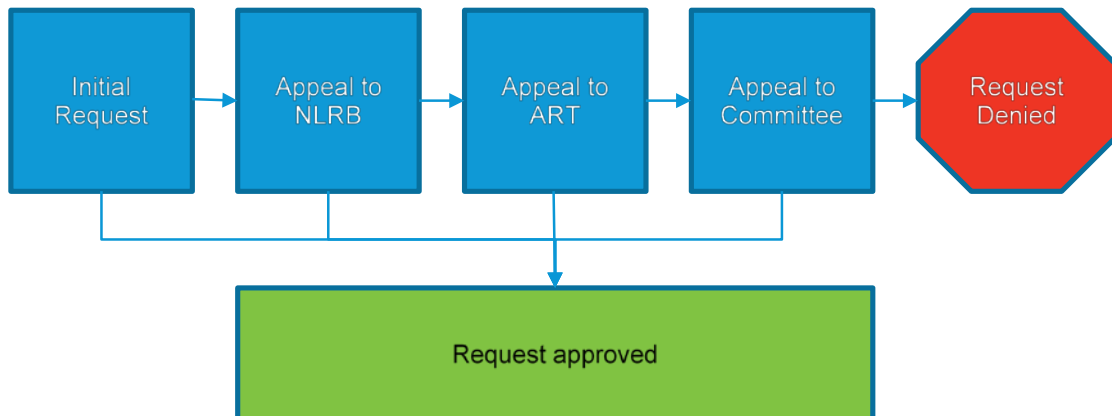 Initial
Request
Appeal to
NLRB
Appeal to
ART
Appeal to
Committee
Request
Denied
Request approved